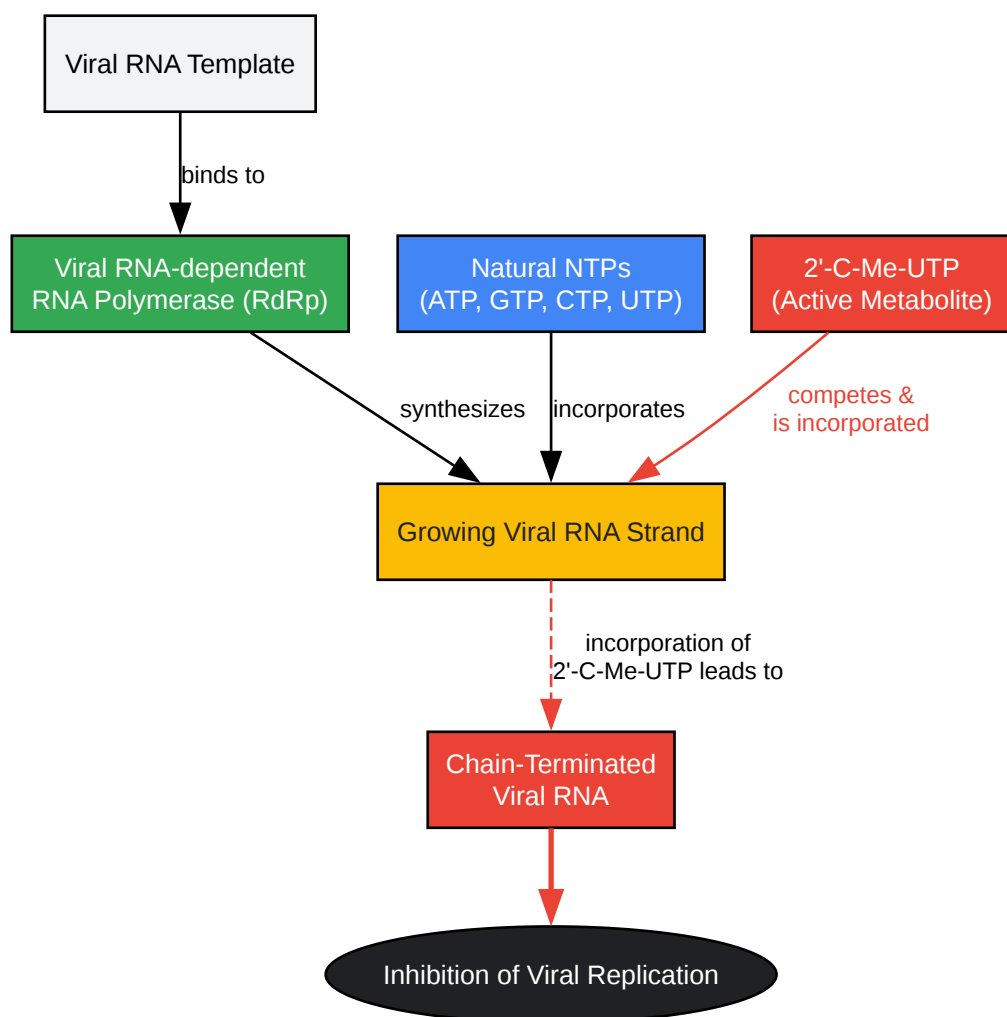 Viral RNA Template
binds to
Viral RNA-dependent
RNA Polymerase (RdRp)
Natural NTPs
(ATP, GTP, CTP, UTP)
2'-C-Me-UTP
(Active Metabolite)
synthesizes
incorporates
competes &
is incorporated
Growing Viral RNA Strand
incorporation of
2'-C-Me-UTP leads to
Chain-Terminated
Viral RNA
Inhibition of Viral Replication